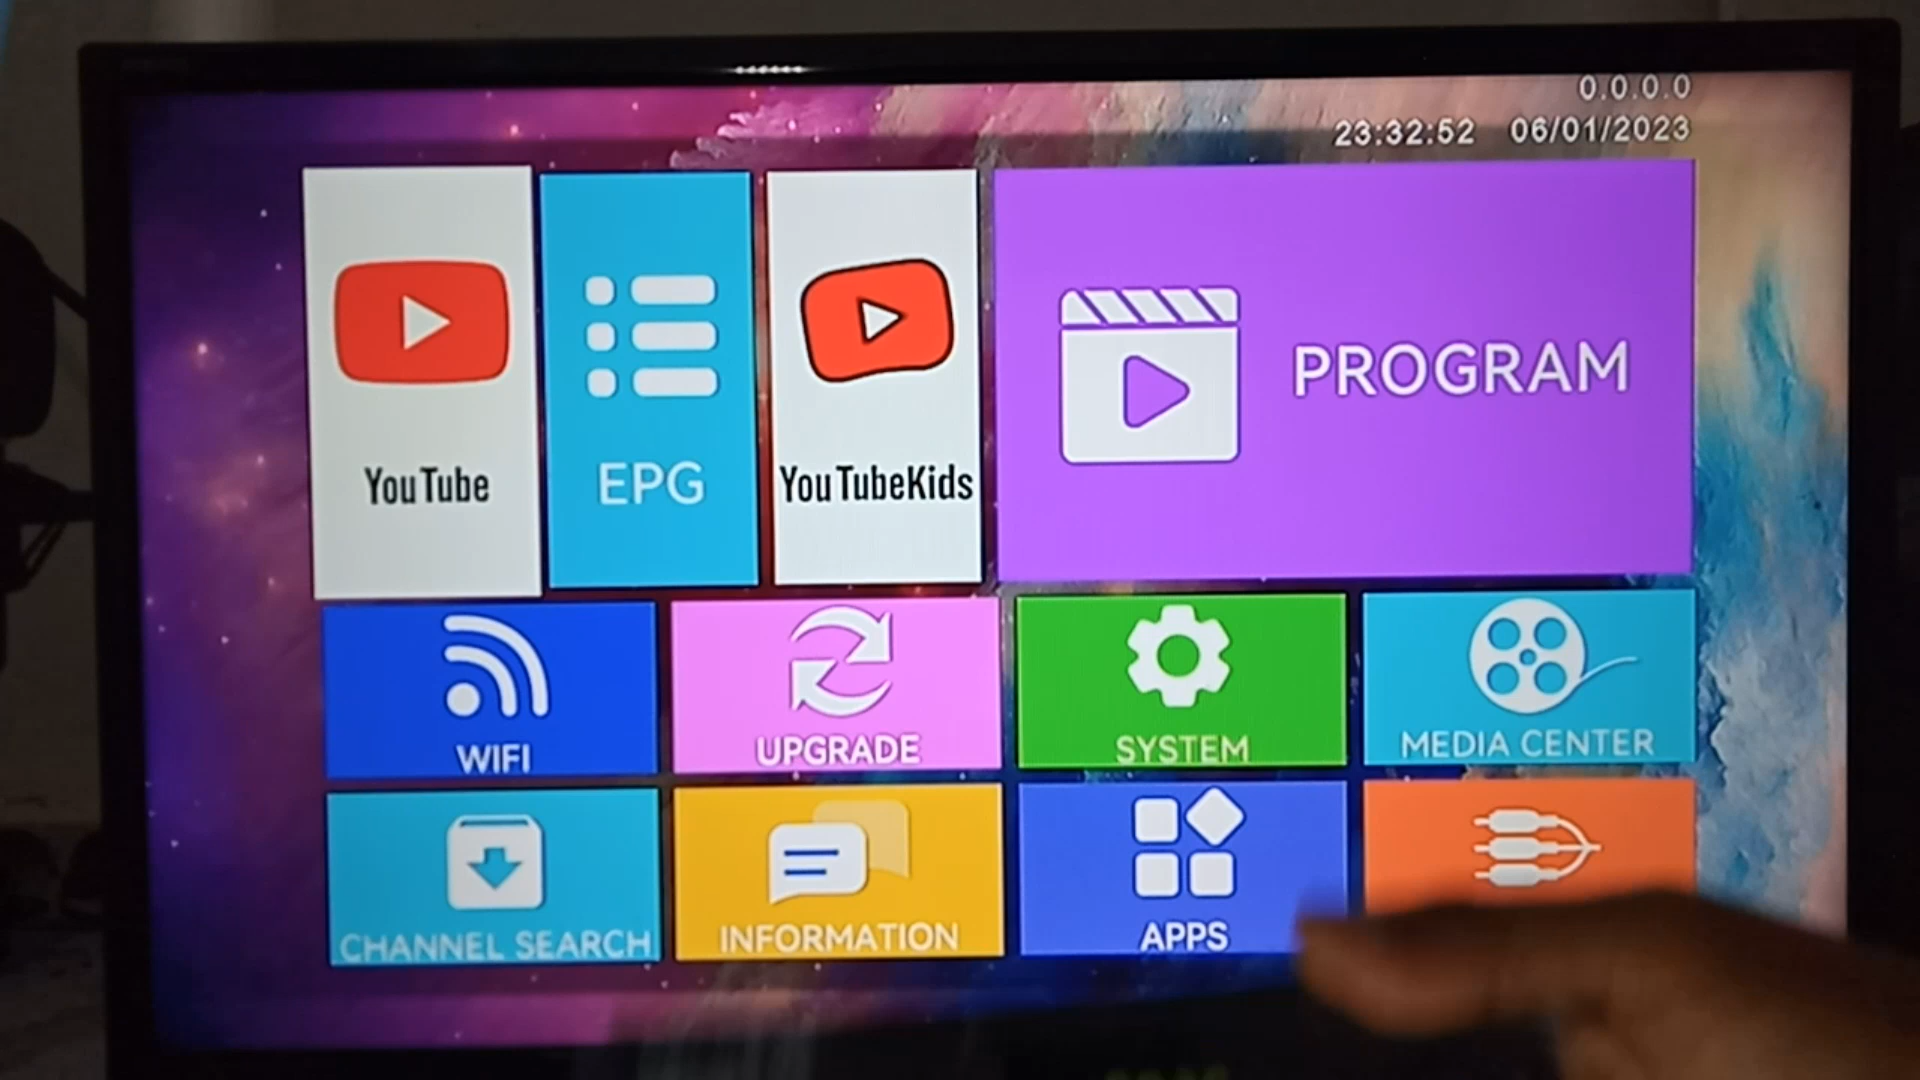 0.0.0.0
23:32:52 06/01/2023
YouTube
EPG
YouTubeKids
PROGRAM
WIFI
UPGRADE
SYSTEM
MEDIA CENTER
CHANNEL SEARCH
INFORMATION
APPS